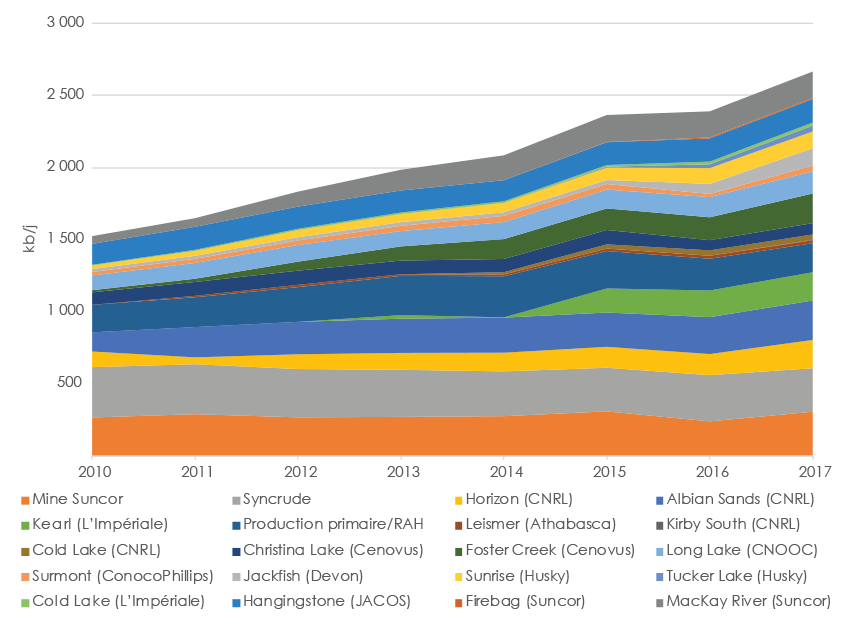 3 000
2 500
2 000
1 500
1 000
500
kb/j
2010 2011 2012 2013 2014 2015 2016 2017
Mine Suncor Syncrude Horizon (CNRL) Albian Sands (CNRL)
Kearl (L'Impériale) Production primaire/RAH Leismer (Athabasca) Kirby South (CNRL)
Cold Lake (CNRL) Christina Lake (Cenovus) Foster Creek (Cenovus) Long Lake (CNOOC)
Surmont (ConocoPhillips) Jackfish (Devon) Sunrise (Husky) Tucker Lake (Husky)
Cold Lake (L'Impériale) Hangingstone (JACOS) Firebag (Suncor) MacKay River (Suncor)